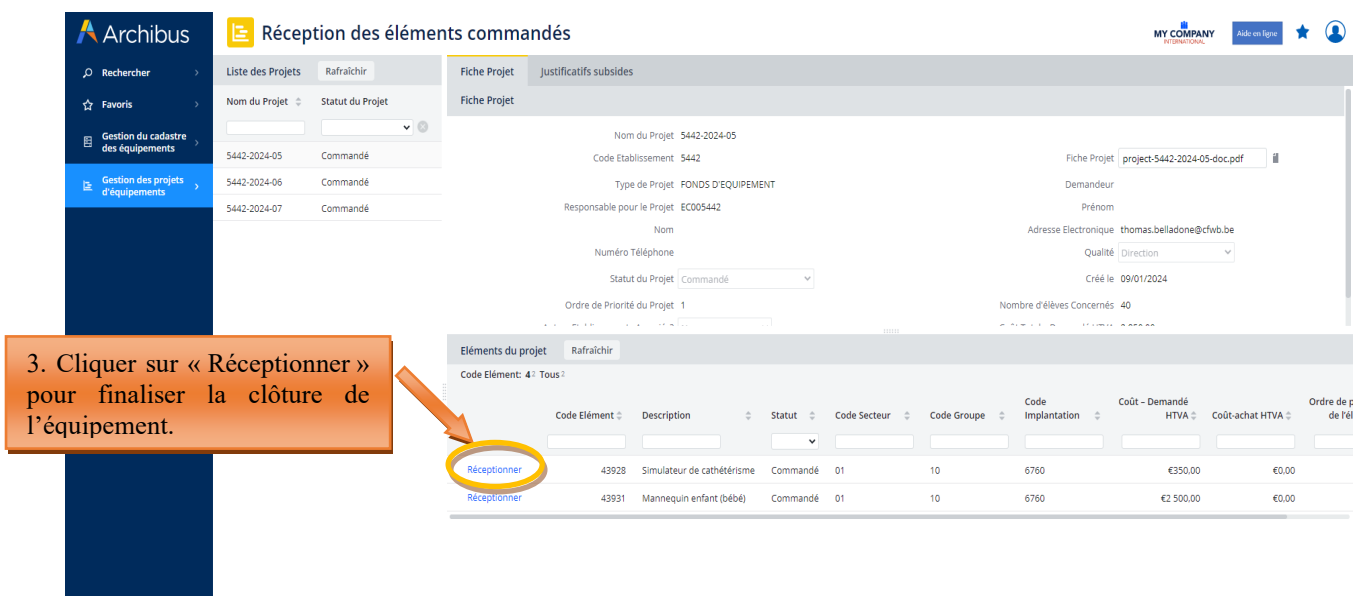 Archibus
Réception des éléments commandés
MY COMPANY
INTERNATIONAL
Aide en ligne
Rechercher
Favoris
Gestion du cadastre
des équipements
Gestion des projets
d'équipements
Liste des Projets Rafraîchir
Nom du Projet Statut du Projet
5442-2024-05 Commandé
5442-2024-06 Commandé
5442-2024-07 Commandé
Fiche Projet Justificatifs subsides
Fiche Projet
Nom du Projet 5442-2024-05
Code Etablissement 5442 Fiche Projet project-5442-2024-05-doc.pdf
Type de Projet FONDS D'EQUIPEMENT Demandeur
Responsable pour le Projet EC005442 Prénom
Nom Adresse Electronique thomas.belladone@cfwb.be
Numéro Téléphone Qualité Direction
Statut du Projet Commandé Créé le 09/01/2024
Ordre de Priorité du Projet 1 Nombre d'élèves Concernés 40
3. Cliquer sur « Réceptionner »
pour finaliser la clôture de
l'équipement.
Eléments du projet Rafraîchir
Code Elément: 4 2 Tous 2
Code Elément Description Statut Code Secteur Code Groupe Code Implantation Coût – Demandé HTVA Coût-achat HTVA Ordre de p
de l'él
Réceptionner 43928 Simulateur de cathétérisme Commandé 01 10 6760 €350.00 €0,00
Réceptionner 43931 Mannequin enfant (bébé) Commandé 01 10 6760 €2 500.00 €0,00